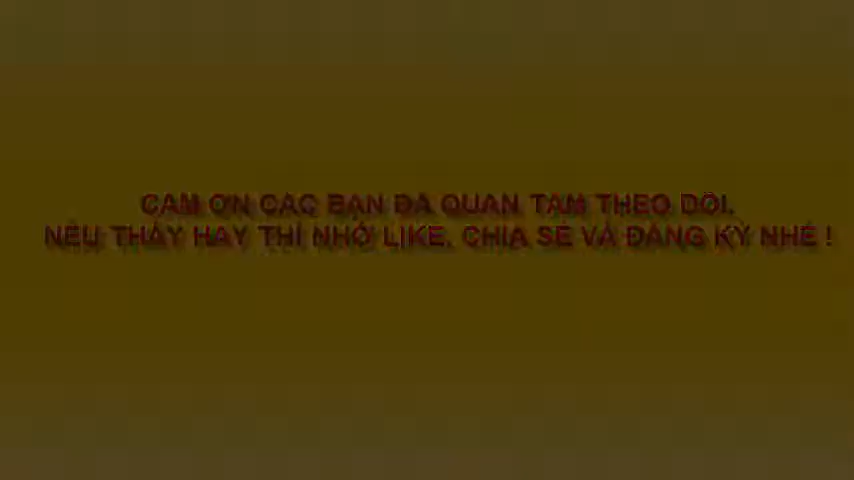 CẢM ƠN CÁC BẠN ĐÃ QUAN TÂM THEO DÕI.
NẾU THẤY HAY THÌ NHỚ LIKE, CHIA SẺ VÀ ĐĂNG KÝ NHÉ !